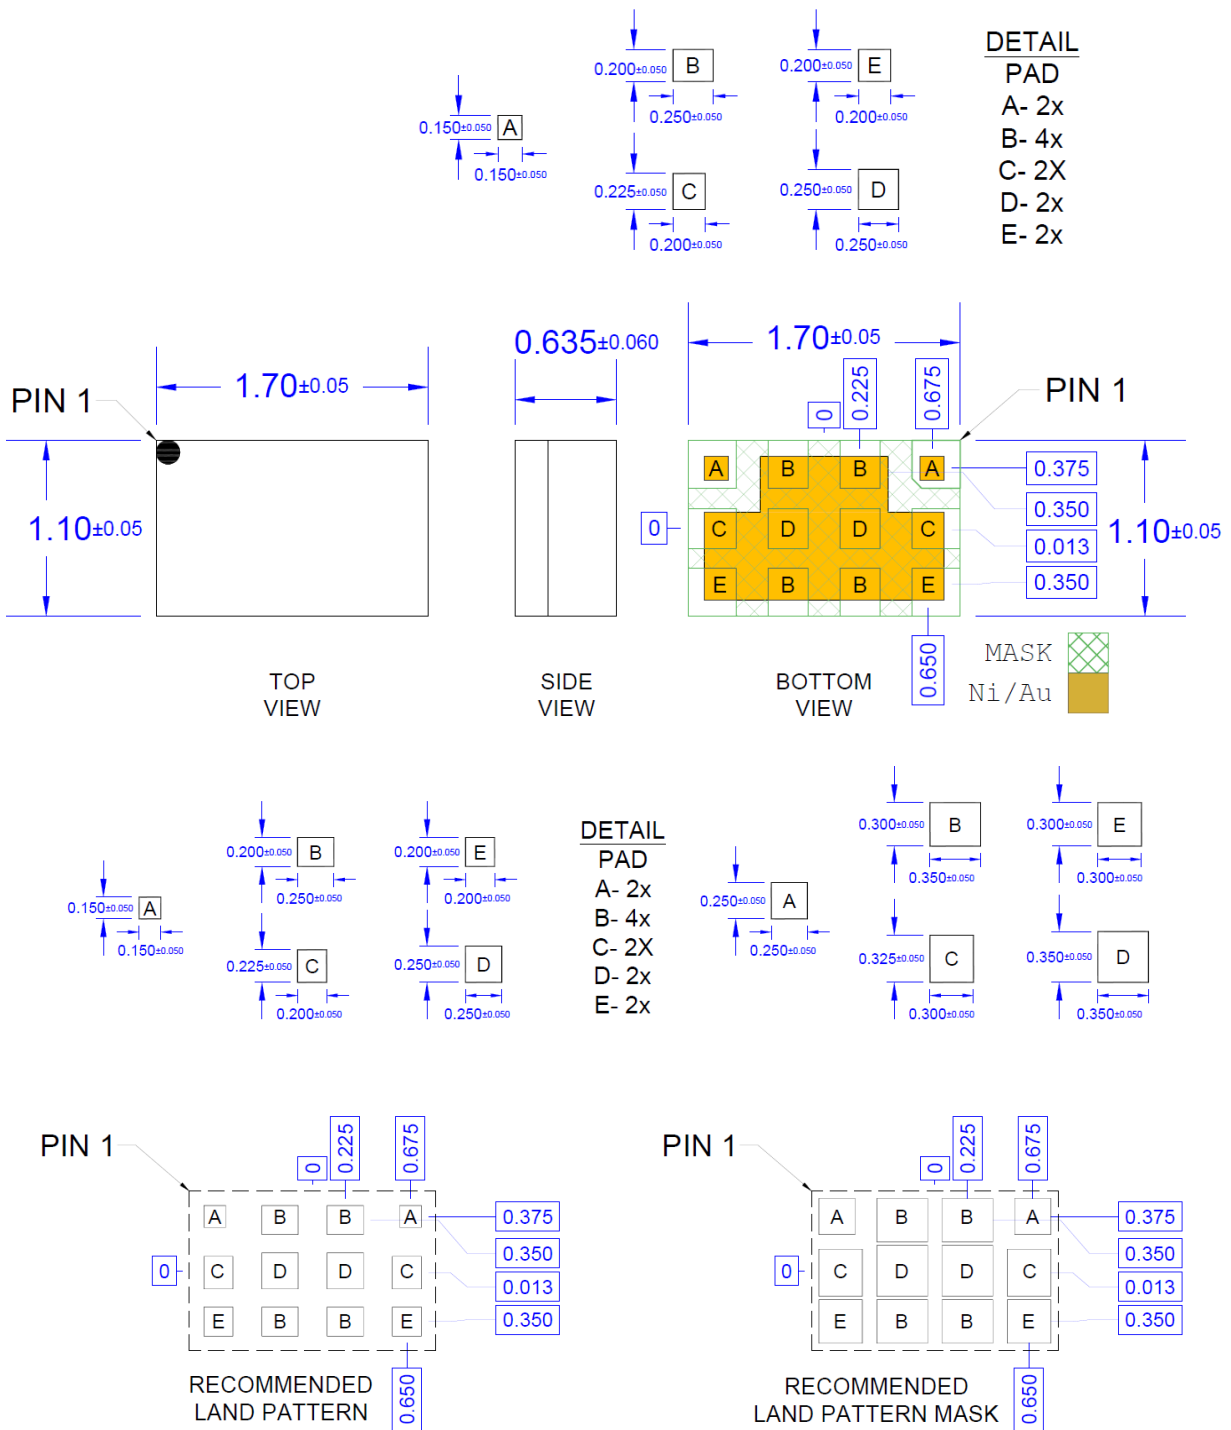 DETAIL
PAD
A- 2x
B- 4x
C- 2X
D- 2x
E- 2x
0.200±0.050
B
0.250±0.050
0.200±0.050
E
0.200±0.050
0.150±0.050
A
0.150±0.050
0.225±0.050
C
0.200±0.050
0.250±0.050
D
0.250±0.050
PIN 1
1.70±0.05
1.10±0.05
TOP
VIEW
0.635±0.060
SIDE
VIEW
1.70±0.05
0
0.225
0.675
PIN 1
A B B A
C D D C
E B B E
0
0.375
0.350
0.013
0.350
1.10±0.05
0.650
BOTTOM
VIEW
MASK
Ni/Au
0.200±0.050
B
0.250±0.050
0.200±0.050
E
0.200±0.050
0.150±0.050
A
0.150±0.050
0.225±0.050
C
0.200±0.050
0.250±0.050
D
0.250±0.050
DETAIL
PAD
A- 2x
B- 4x
C- 2X
D- 2x
E- 2x
0.300±0.050
B
0.350±0.050
0.300±0.050
E
0.300±0.050
0.250±0.050
A
0.250±0.050
0.325±0.050
C
0.300±0.050
0.350±0.050
D
0.350±0.050
PIN 1
0
0.225
0.675
A B B A
C D D C
E B B E
0
0.375
0.350
0.013
0.350
0.650
RECOMMENDED
LAND PATTERN
PIN 1
0
0.225
0.675
A B B A
C D D C
E B B E
0
0.375
0.350
0.013
0.350
0.650
RECOMMENDED
LAND PATTERN MASK